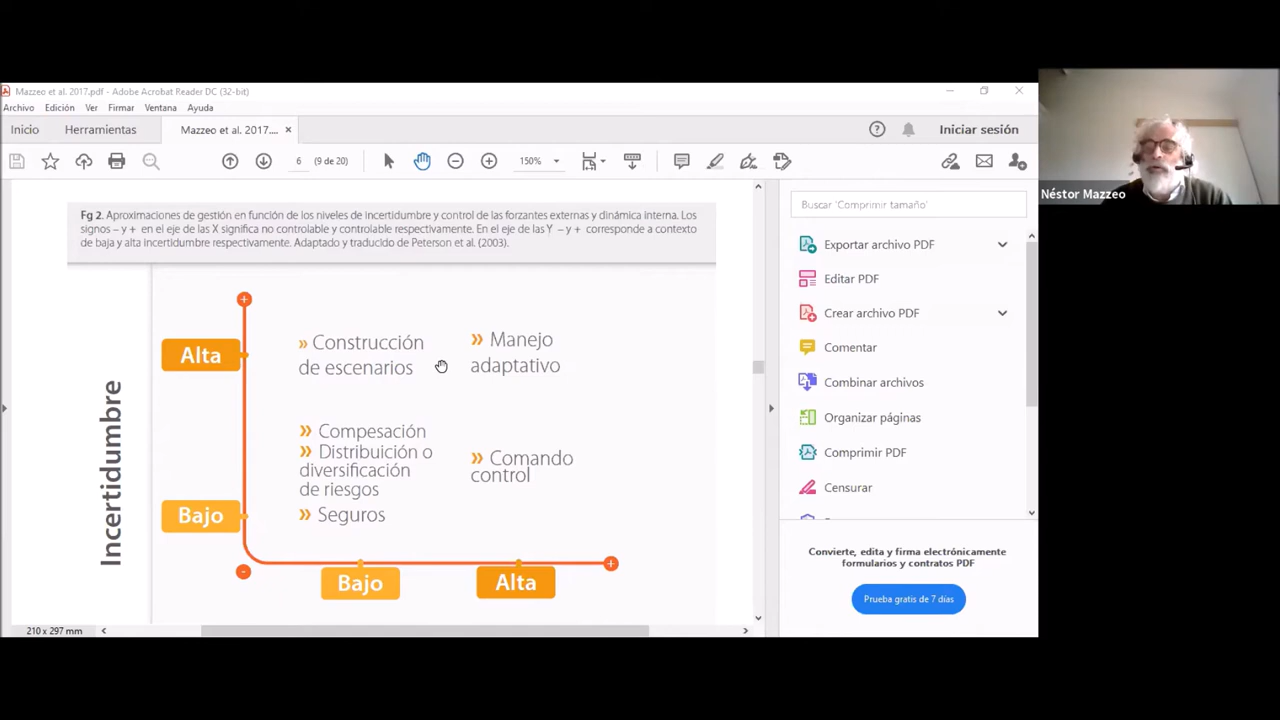 Mazzeo et al. 2017.pdf - Adobe Acrobat Reader DC (32-bit)
Archivo Edición Ver Firmar Ventana Ayuda
Inicio Herramientas Mazzeo et al. 2017.... × Iniciar sesión
6 (9 de 20) 150%
Fg 2. Aproximaciones de gestión en función de los niveles de incertidumbre y control de las forzantes externas y dinámica interna. Los
signos – y + en el eje de las X significa no controlable y controlable respectivamente. En el eje de las Y – y + corresponde a contexto
de baja y alta incertidumbre respectivamente. Adaptado y traducido de Peterson et al. (2003).
+
Alta
» Construcción
de escenarios
» Manejo
adaptativo
Incertidumbre
» Compesación
» Distribuición o
diversificación
de riesgos
» Seguros
» Comando
control
Bajo
-
+
Bajo
Alta
210 x 297 mm
Buscar 'Comprimir tamaño'
Exportar archivo PDF
Editar PDF
Crear archivo PDF
Comentar
Combinar archivos
Organizar páginas
Comprimir PDF
Censurar
Convierte, edita y firma electrónicamente
formularios y contratos PDF
Prueba gratis de 7 días
Néstor Mazzeo